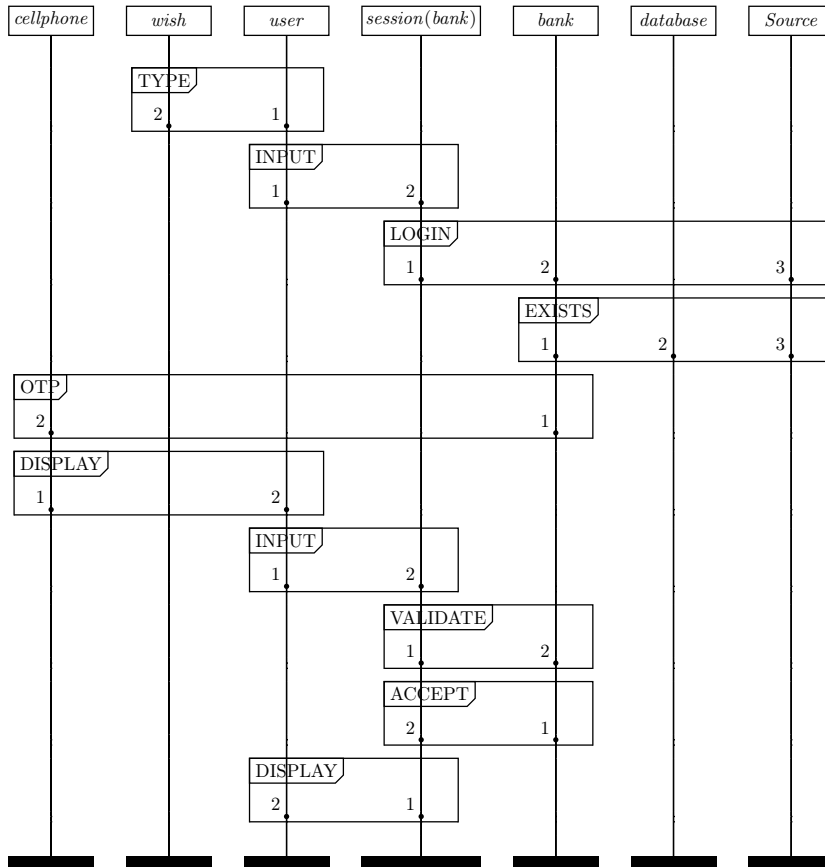 cellphone wish user session(bank) bank database Source
TYPE
2 1
INPUT
1 2
LOGIN
1 2 3
EXISTS
1 2 3
OTP
2 1
DISPLAY
1 2
INPUT
1 2
VALIDATE
1 2
ACCEPT
2 1
DISPLAY
2 1